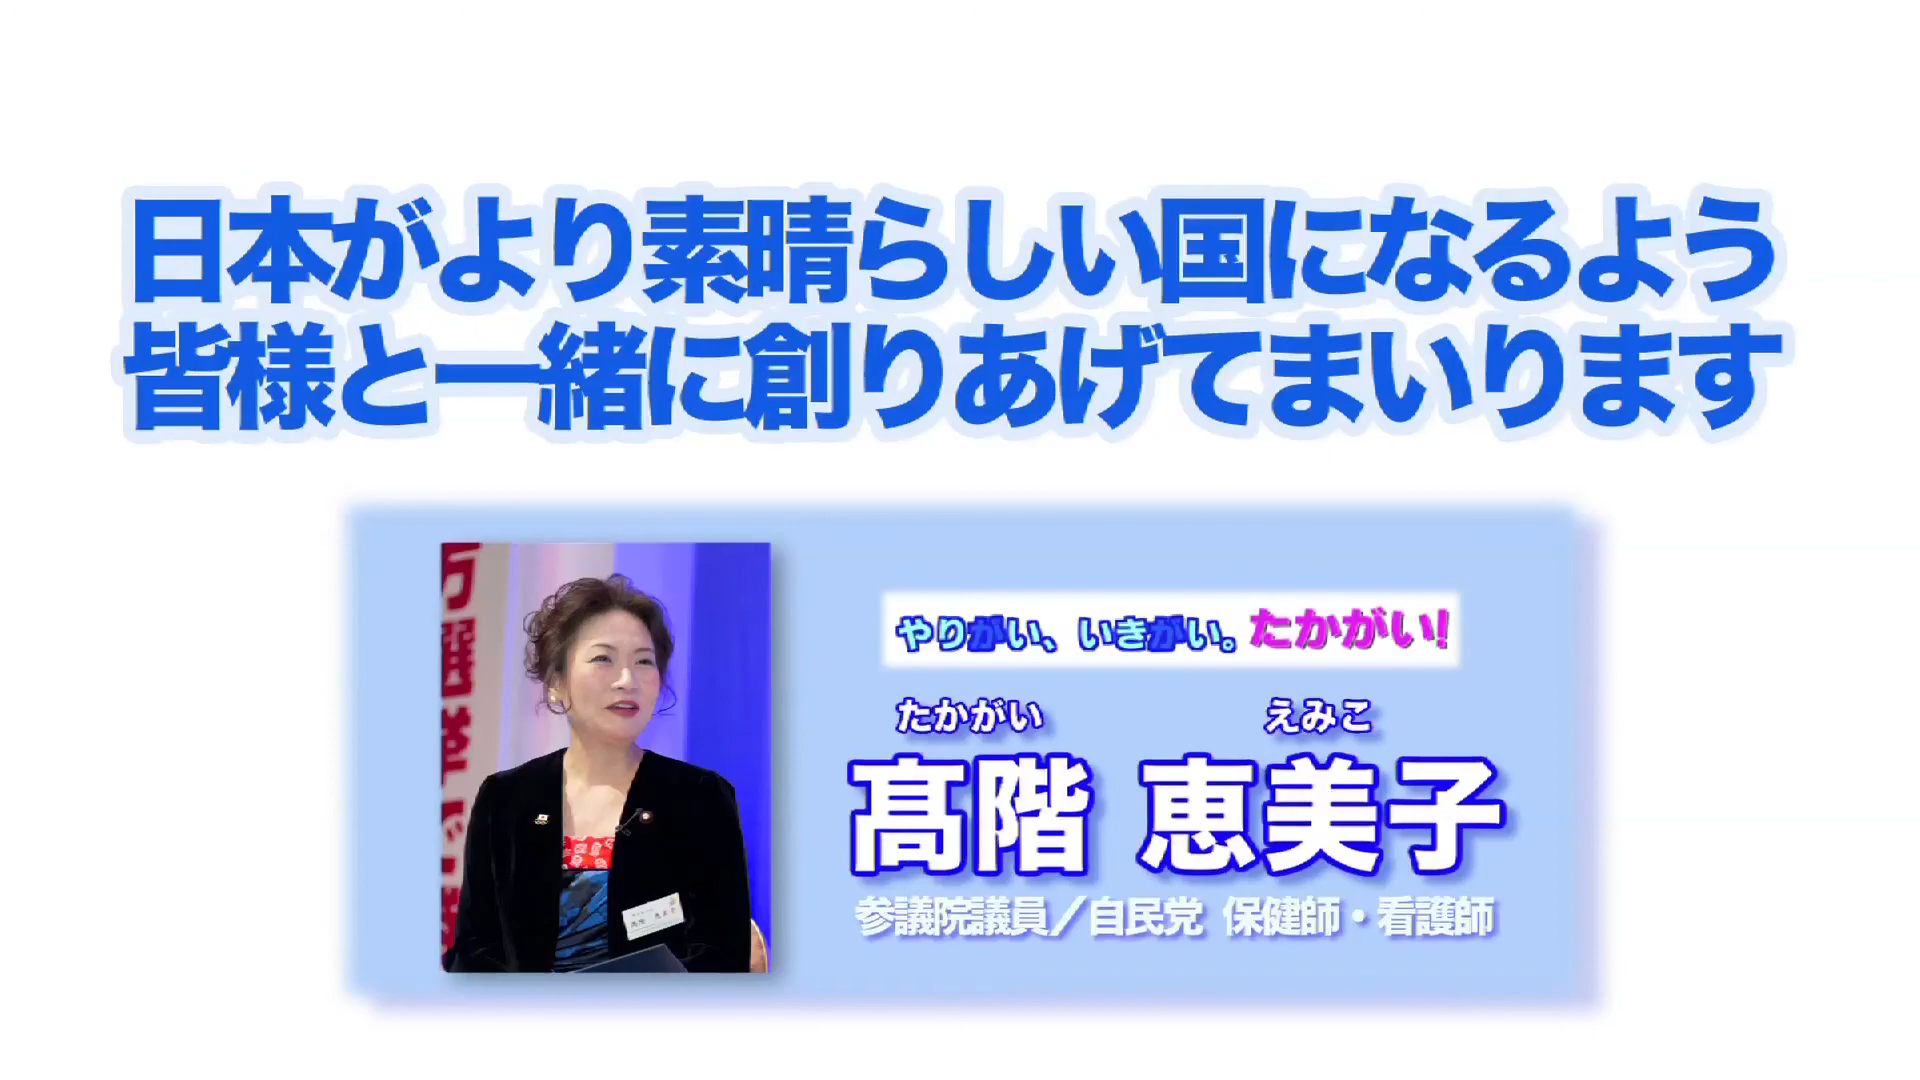 日本がより素晴らしい国になるよう
皆様と一緒に創りあげてまいります
やりがい、いきがい。たかがい!
たかがい えみこ
髙階 恵美子
参議院議員／自民党 保健師・看護師